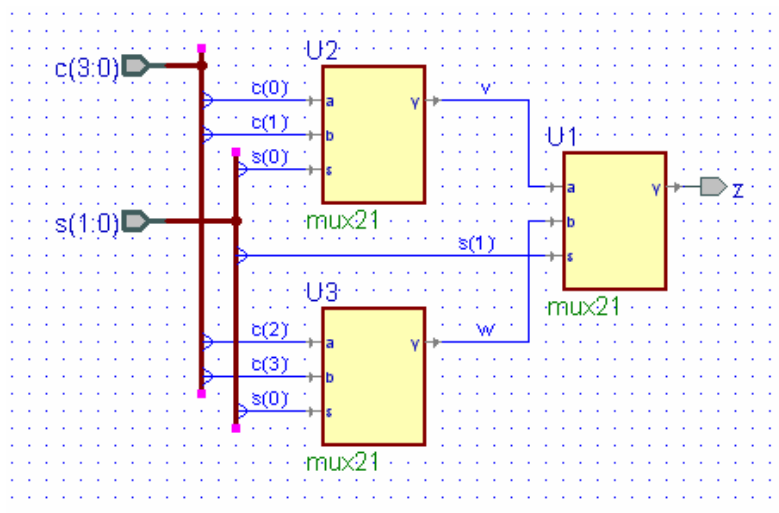 U2
c(3:0)
c(0)
a
y
v
c(1)
b
U1
s(0)
s
a
y
z
mux21
s(1:0)
b
s(1)
s
U3
mux21
c(2)
a
y
w
c(3)
b
s(0)
s
mux21